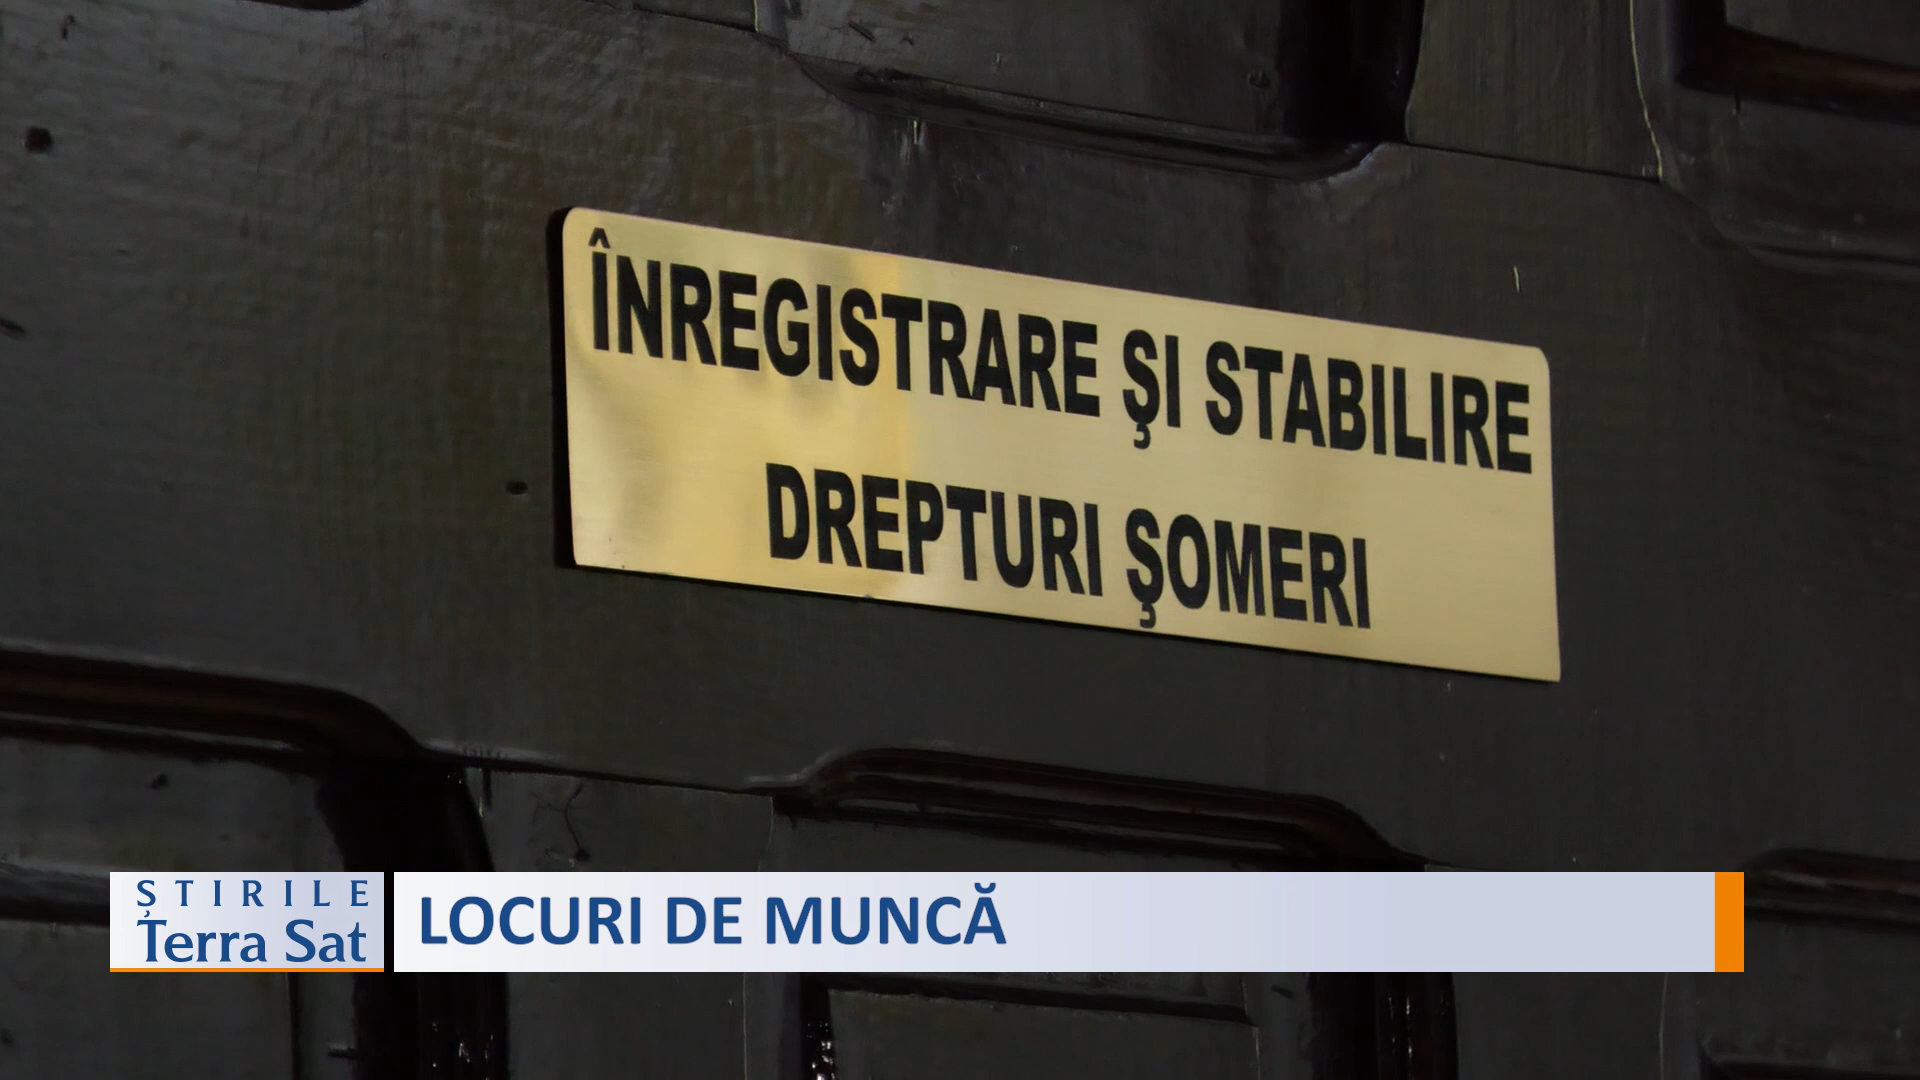 ÎNREGISTRARE ŞI STABILIRE
DREPTURI ŞOMERI
ȘTIRILE
Terra Sat
LOCURI DE MUNCĂ